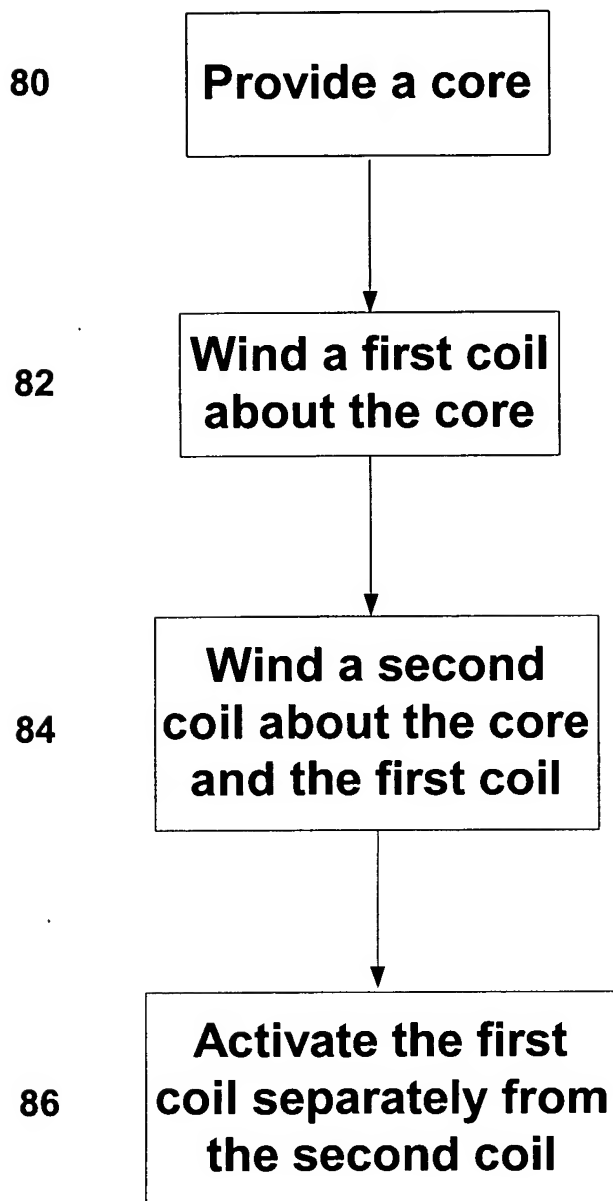 80
Provide a core
82
Wind a first coil
about the core
84
Wind a second
coil about the core
and the first coil
86
Activate the first
coil separately from
the second coil